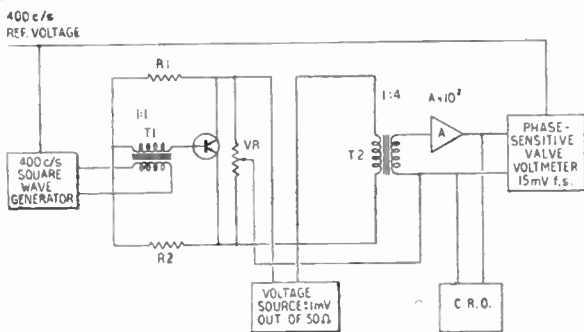 400 c/s
REF. VOLTAGE
R1
1:1
T1
VR
1:4
T2
A≈10²
A
400 c/s
SQUARE
WAVE
GENERATOR
PHASE-
SENSITIVE
VALVE
VOLTMETER
15mV f.s.
R2
VOLTAGE
SOURCE:1mV
OUT OF 50Ω
C.R.O.